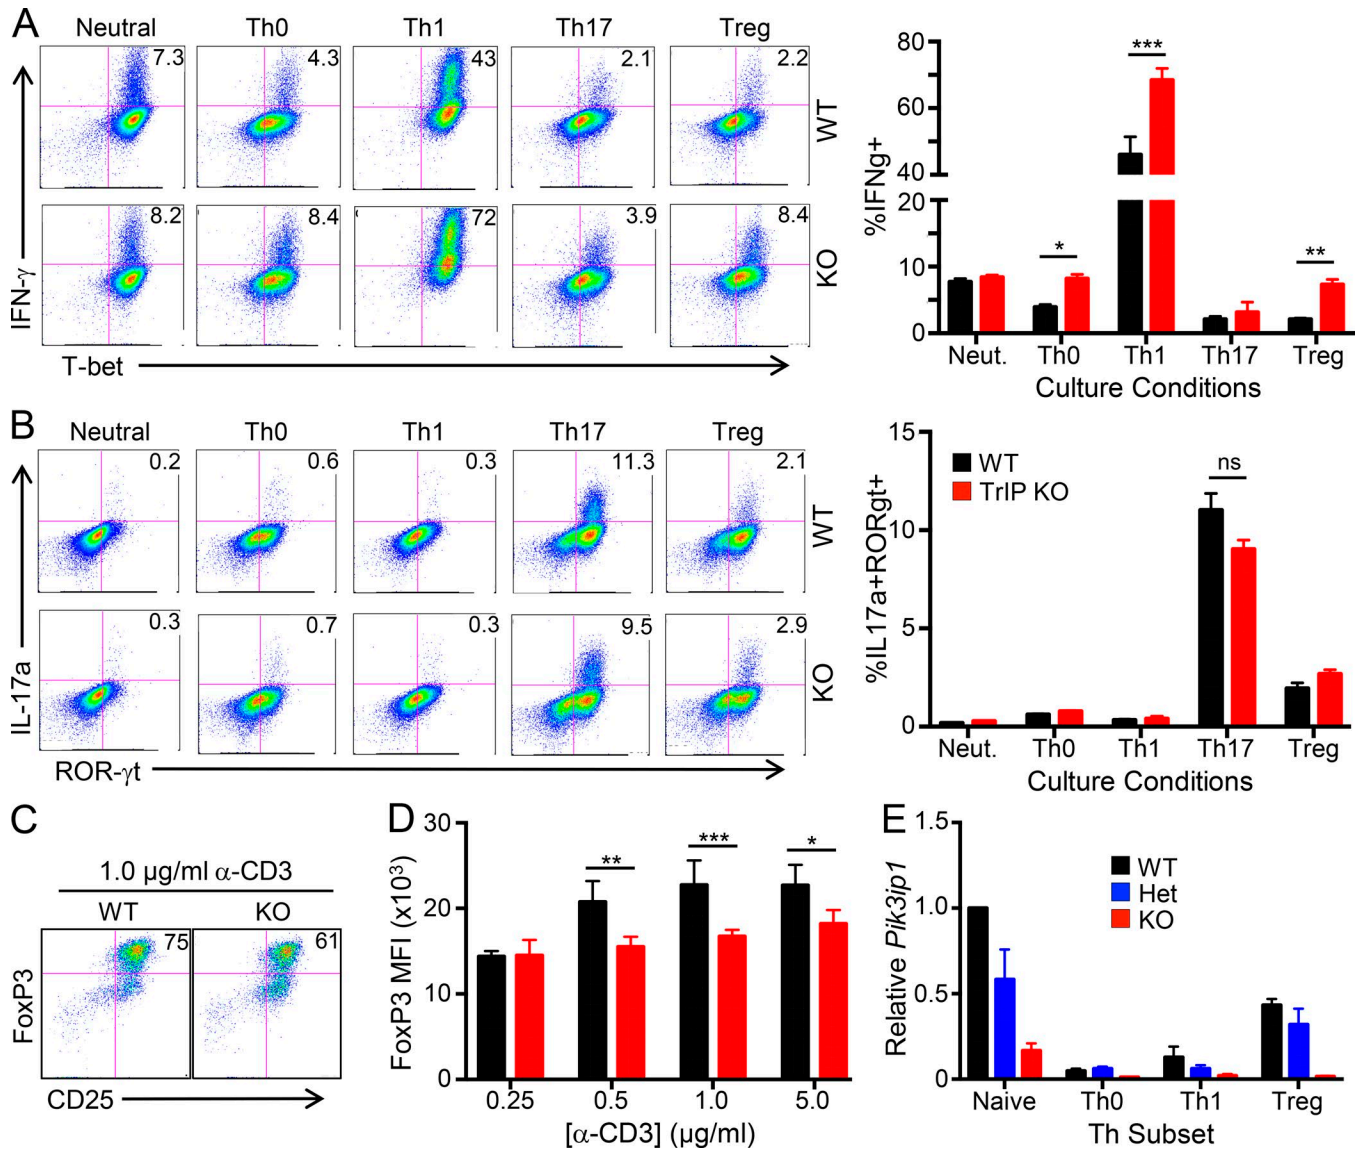 A
Neutral Th0 Th1 Th17 Treg
7.3 4.3 43 2.1 2.2
WT
8.2 8.4 72 3.9 8.4
KO
IFN-γ
T-bet
%IFNg+
80
60
40
20
10
0
***
*
**
Neut. Th0 Th1 Th17 Treg
Culture Conditions
B
Neutral Th0 Th1 Th17 Treg
0.2 0.6 0.3 11.3 2.1
WT
0.3 0.7 0.3 9.5 2.9
KO
IL-17a
ROR-γt
%IL17a+RORgt+
15
10
5
0
WT
TrIP KO
ns
Neut. Th0 Th1 Th17 Treg
Culture Conditions
C
1.0 µg/ml α-CD3
WT KO
75 61
FoxP3
CD25
D
FoxP3 MFI (x10³)
30
20
10
0
** *** *
0.25 0.5 1.0 5.0
[α-CD3] (µg/ml)
E
Relative Pik3ip1
1.5
1.0
0.5
0
WT
Het
KO
Naive Th0 Th1 Treg
Th Subset